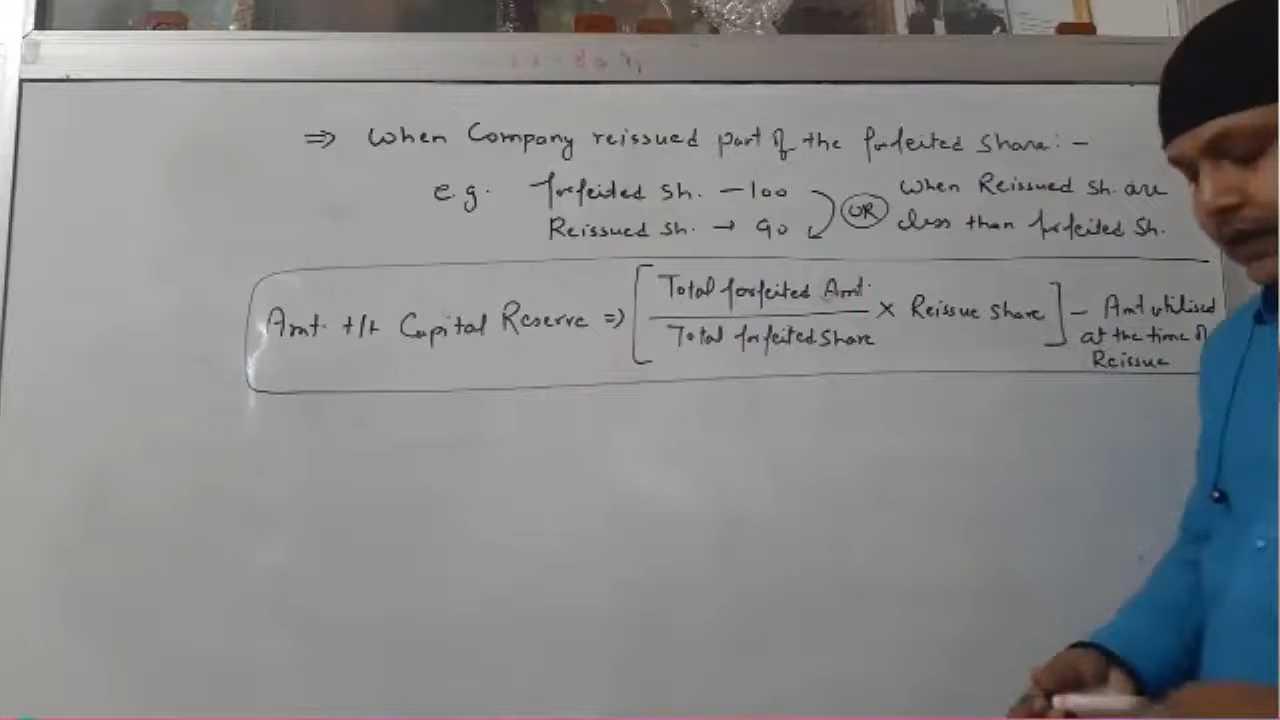 ⇒ When Company reissued part of the forfeited Share:-
e.g. forfeited sh. - 100
Reissued sh. → 90
OR
when Reissued sh. are
less than forfeited sh.
Amt. t/f Capital Reserve ⇒ [ Total forfeited Amt. / Total forfeited Share × Reissue Share ] - Amt utilised
at the time of
Reissue